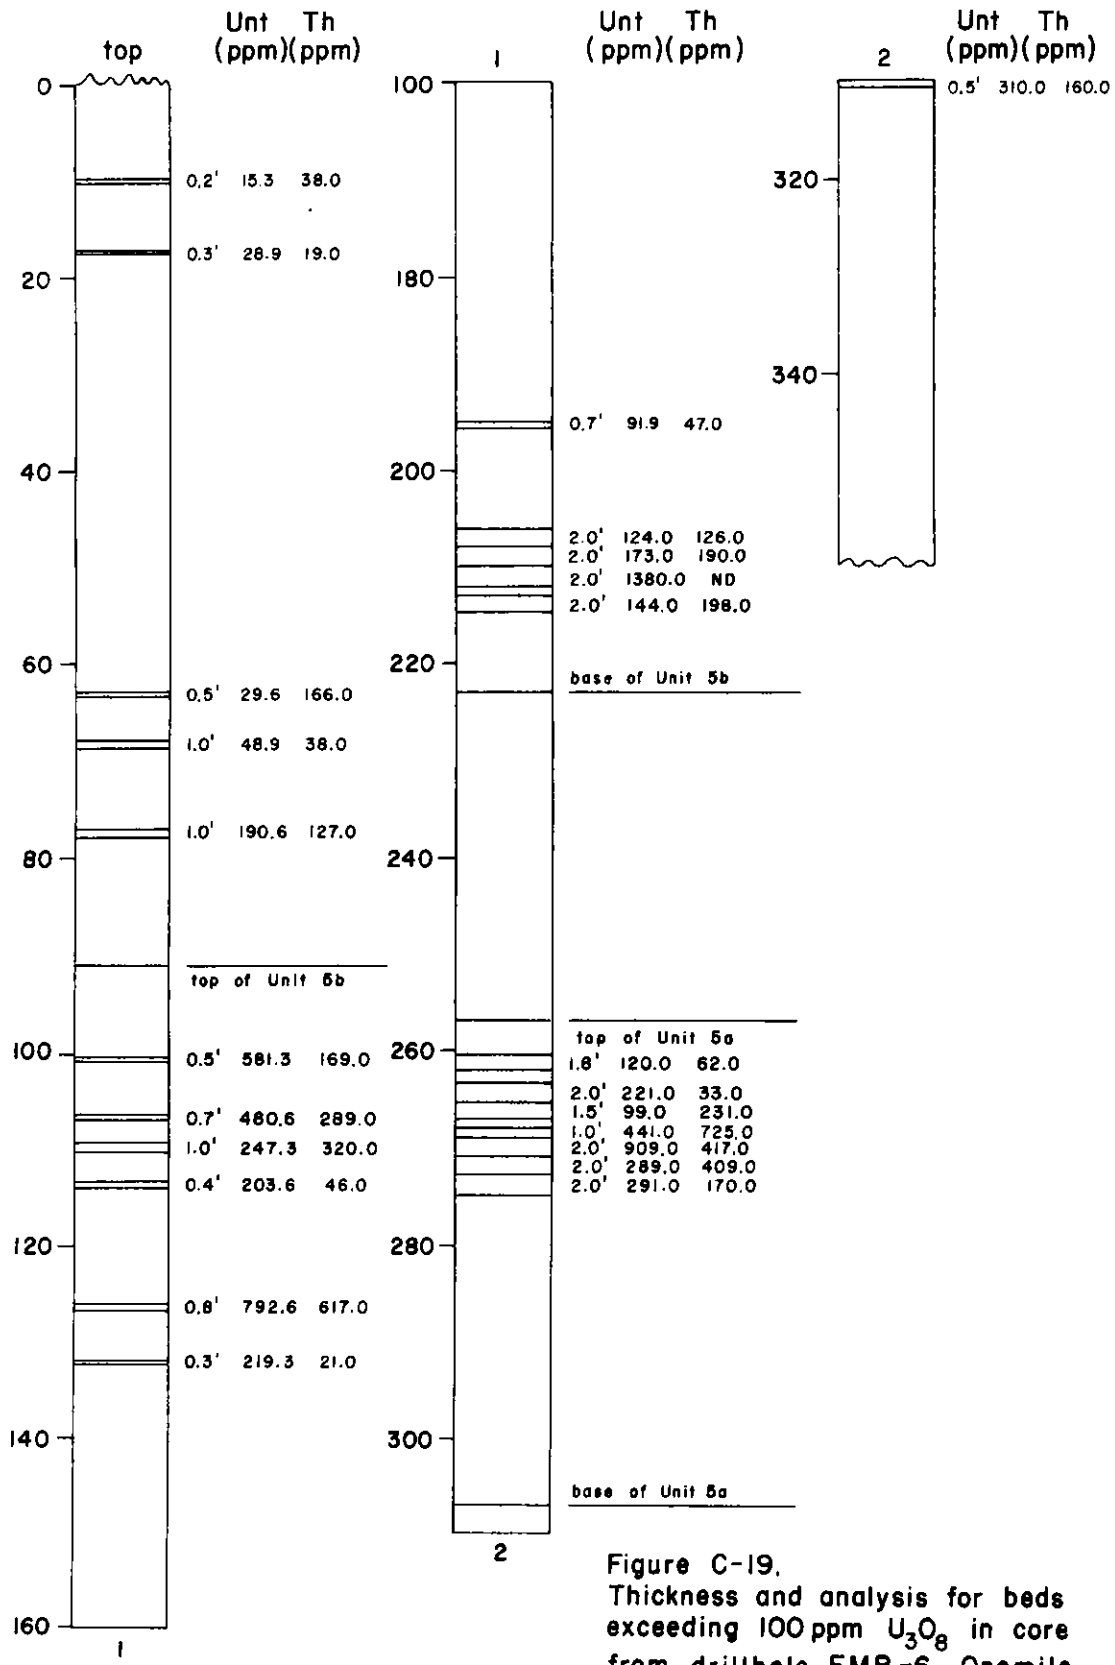 top
Unt Th
(ppm)(ppm)
0
0.2' 15.3 38.0
0.3' 28.9 19.0
20
40
60
0.5' 29.6 166.0
1.0' 48.9 38.0
1.0' 190.6 127.0
80
top of Unit 5b
100
0.5' 581.3 169.0
0.7' 480.6 289.0
1.0' 247.3 320.0
0.4' 203.6 46.0
120
0.8' 792.6 617.0
0.3' 219.3 21.0
140
160
1
1
Unt Th
(ppm)(ppm)
100
180
0.7' 91.9 47.0
200
2.0' 124.0 126.0
2.0' 173.0 190.0
2.0' 1380.0 ND
2.0' 144.0 198.0
220
base of Unit 5b
240
top of Unit 5a
260
1.8' 120.0 62.0
2.0' 221.0 33.0
1.5' 99.0 231.0
1.0' 441.0 725.0
2.0' 909.0 417.0
2.0' 289.0 409.0
2.0' 291.0 170.0
280
300
base of Unit 5a
2
2
Unt Th
(ppm)(ppm)
0.5' 310.0 160.0
320
340
Figure C-19.
Thickness and analysis for beds
exceeding 100 ppm U₃O₈ in core
from drillhole EMB-6, Onemile